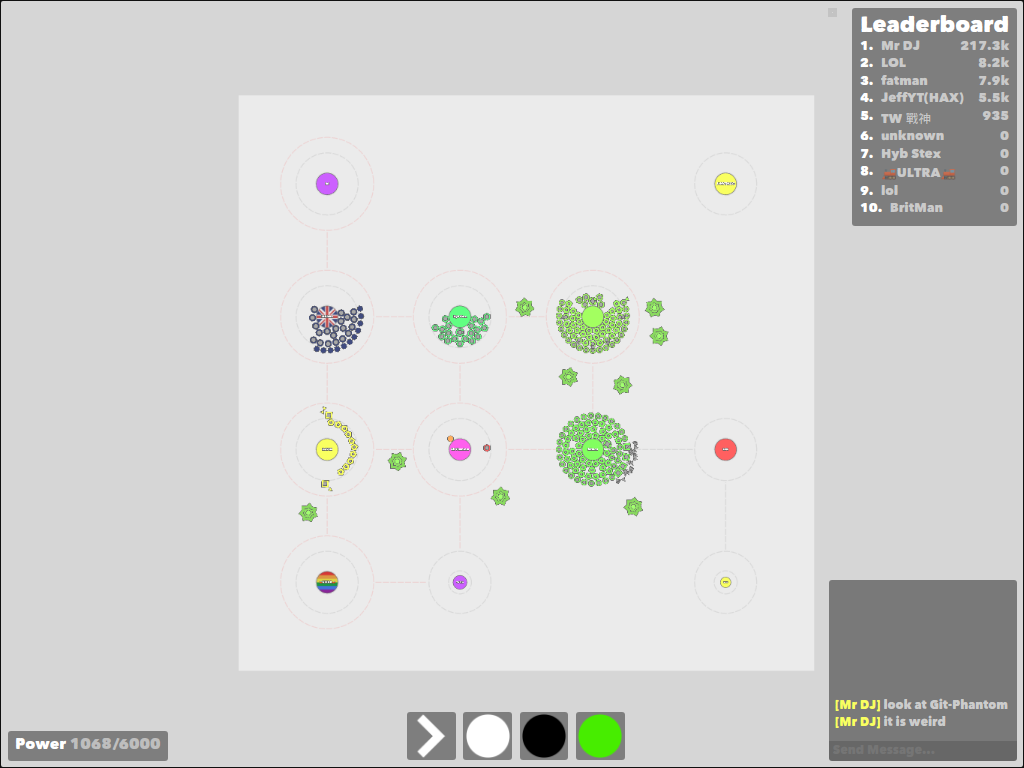 Leaderboard
1. Mr DJ 217.3k
2. LOL 8.2k
3. fatman 7.9k
4. JeffYT(HAX) 5.5k
5. TW 戰神 935
6. unknown 0
7. Hyb Stex 0
8. ULTRA 0
9. lol 0
10. BritMan 0
[Mr DJ] look at Git-Phantom
[Mr DJ] it is weird
Send Message...
Power 1068/6000